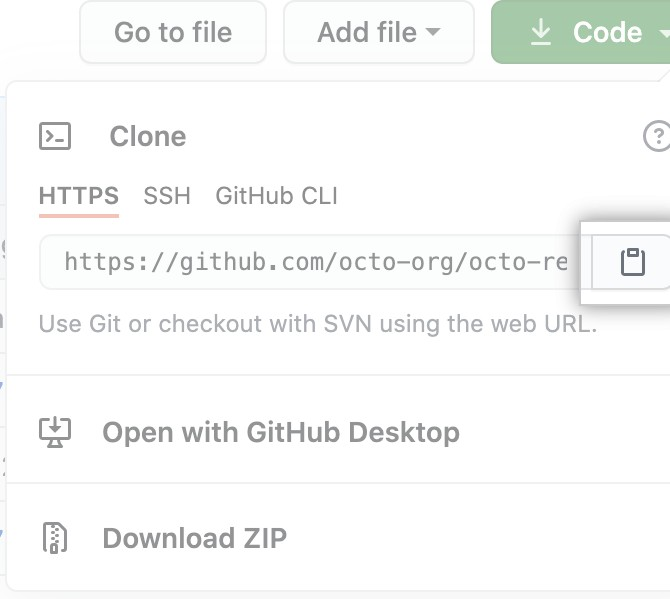 Go to file Add file Code
Clone
HTTPS SSH GitHub CLI
https://github.com/octo-org/octo-re
Use Git or checkout with SVN using the web URL.
Open with GitHub Desktop
Download ZIP